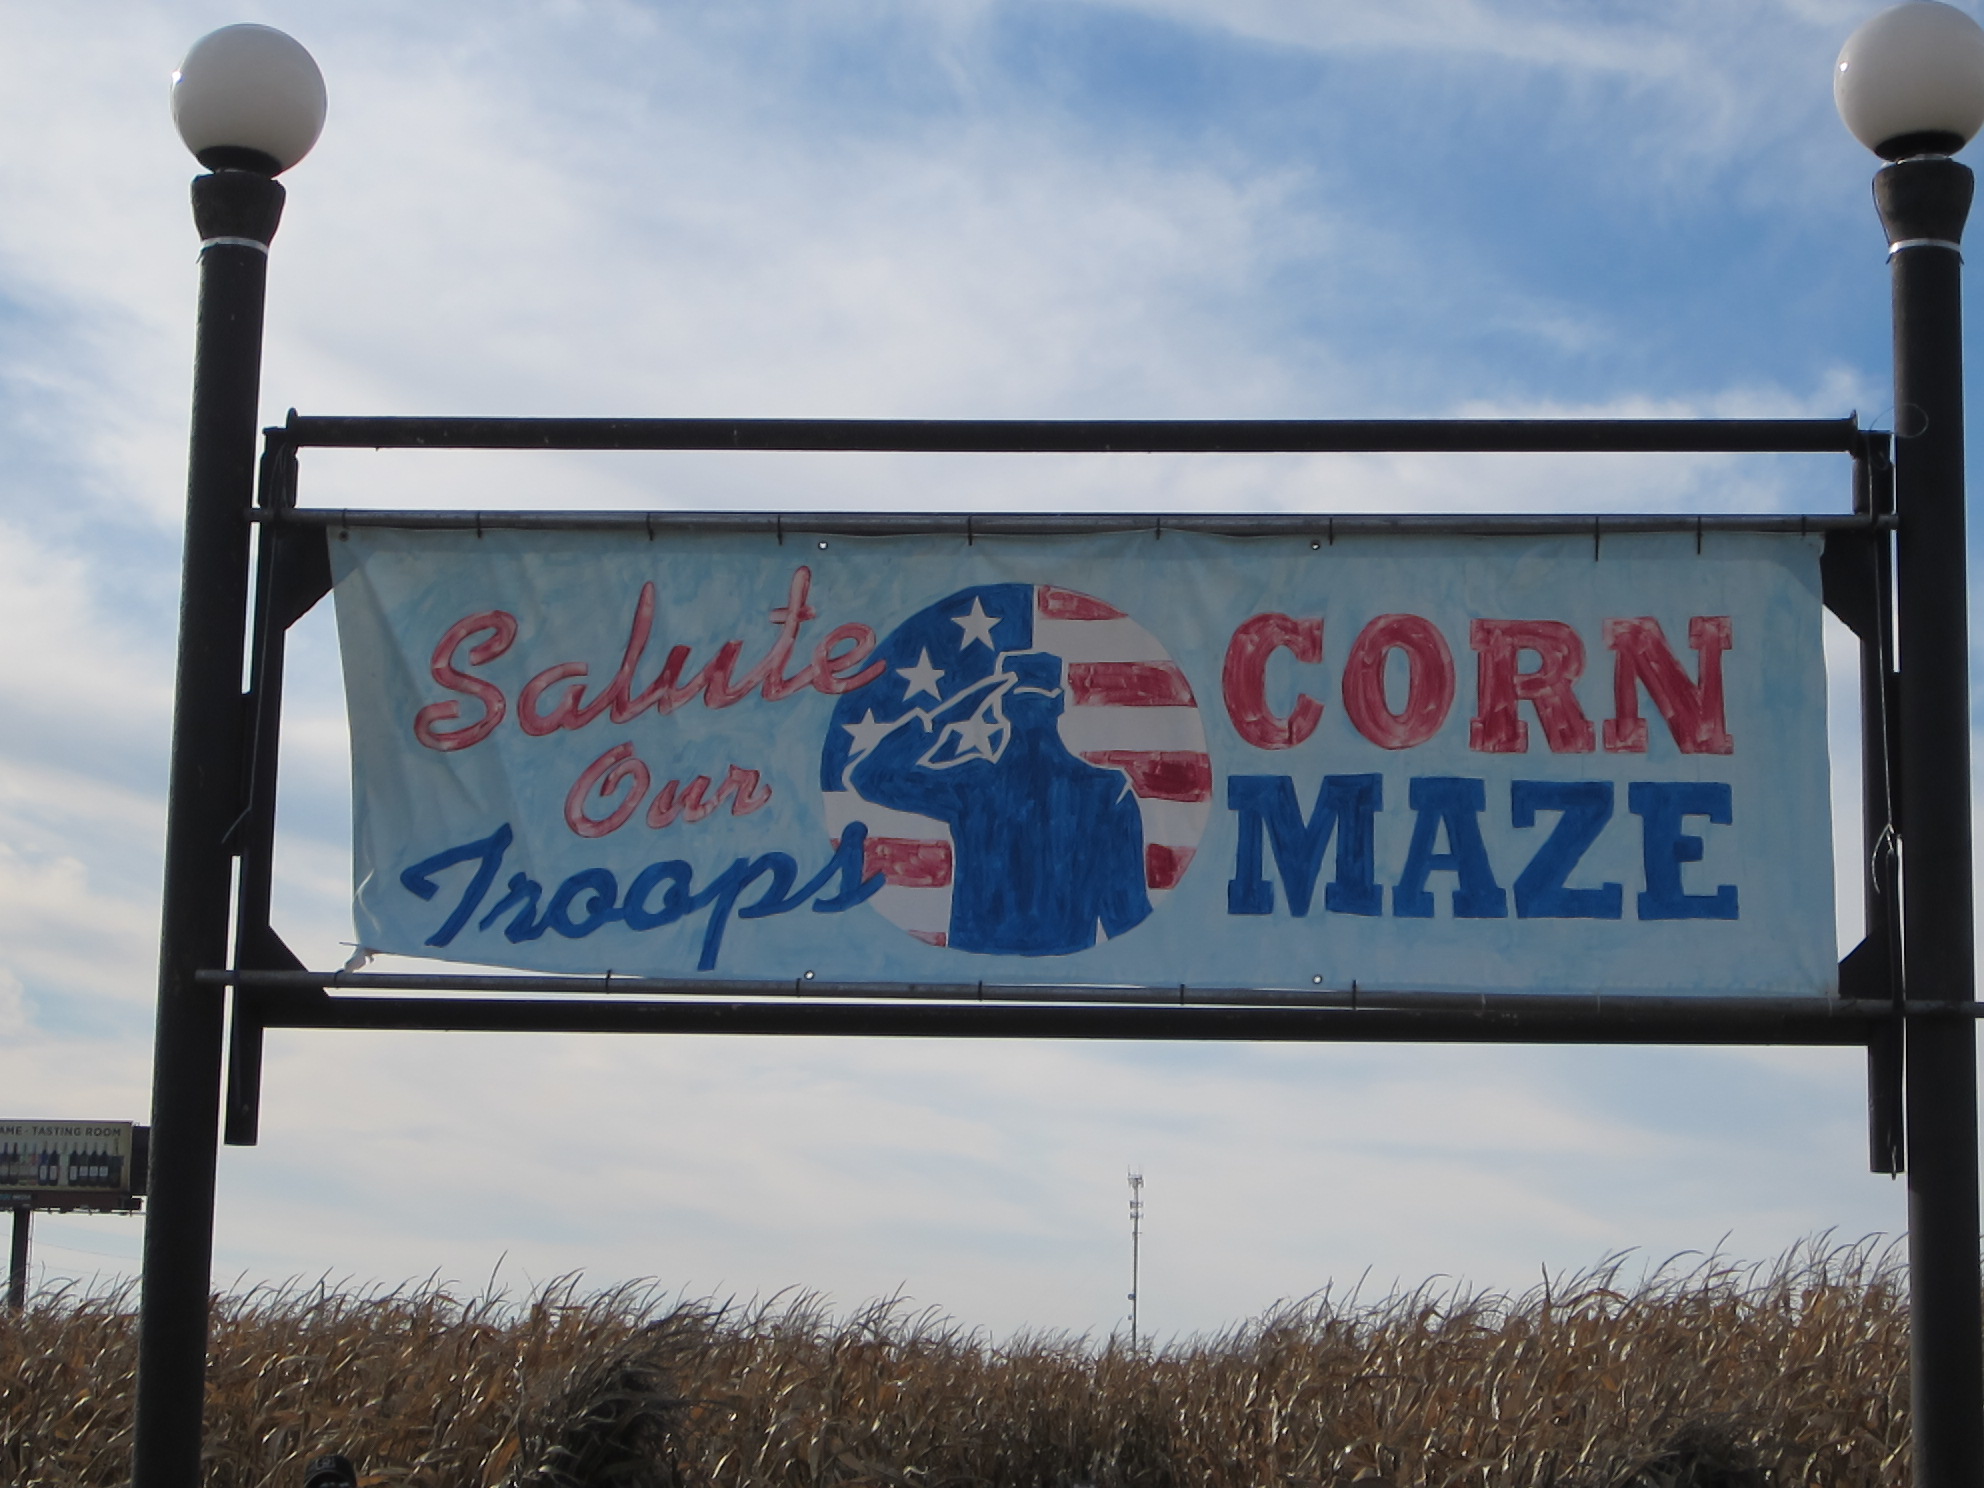 Salute
Our
Troops
CORN
MAZE
TASTING ROOM